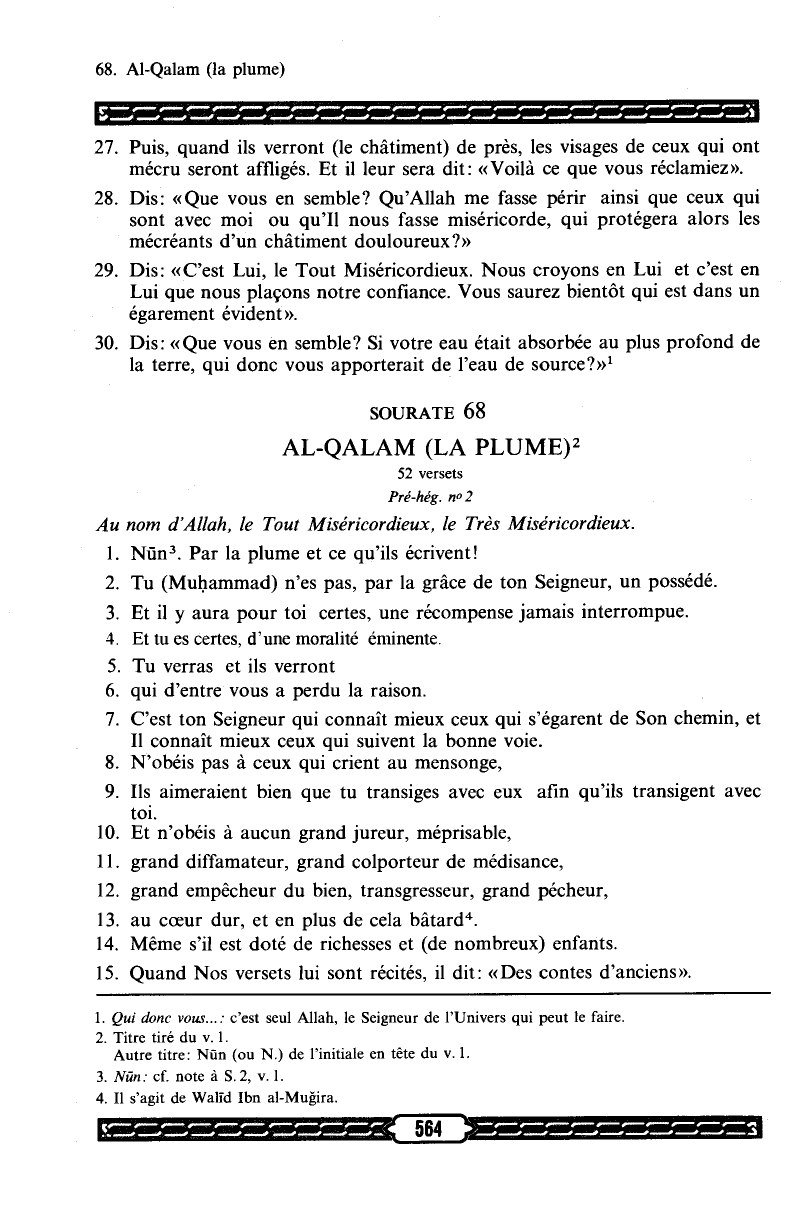 68. Al-Qalam (la plume)
27. Puis, quand ils verront (le châtiment) de près, les visages de ceux qui ont
mécru seront affligés. Et il leur sera dit: «Voilà ce que vous réclamiez».
28. Dis: «Que vous en semble? Qu’Allah me fasse périr ainsi que ceux qui
sont avec moi ou qu’Il nous fasse miséricorde, qui protégera alors les
mécréants d’un châtiment douloureux?»
29. Dis: «C’est Lui, le Tout Miséricordieux. Nous croyons en Lui et c’est en
Lui que nous plaçons notre confiance. Vous saurez bientôt qui est dans un
égarement évident».
30. Dis: «Que vous en semble? Si votre eau était absorbée au plus profond de
la terre, qui donc vous apporterait de l’eau de source?»¹
SOURATE 68
AL-QALAM (LA PLUME)²
52 versets
Pré-hég. nº 2
Au nom d’Allah, le Tout Miséricordieux, le Très Miséricordieux.
1. Nūn³. Par la plume et ce qu’ils écrivent!
2. Tu (Muḥammad) n’es pas, par la grâce de ton Seigneur, un possédé.
3. Et il y aura pour toi certes, une récompense jamais interrompue.
4. Et tu es certes, d’une moralité éminente.
5. Tu verras et ils verront
6. qui d’entre vous a perdu la raison.
7. C’est ton Seigneur qui connaît mieux ceux qui s’égarent de Son chemin, et
Il connaît mieux ceux qui suivent la bonne voie.
8. N’obéis pas à ceux qui crient au mensonge,
9. Ils aimeraient bien que tu transiges avec eux afin qu’ils transigent avec
toi.
10. Et n’obéis à aucun grand jureur, méprisable,
11. grand diffamateur, grand colporteur de médisance,
12. grand empêcheur du bien, transgresseur, grand pécheur,
13. au cœur dur, et en plus de cela bâtard⁴.
14. Même s’il est doté de richesses et (de nombreux) enfants.
15. Quand Nos versets lui sont récités, il dit: «Des contes d’anciens».
1. Qui donc vous...: c’est seul Allah, le Seigneur de l’Univers qui peut le faire.
2. Titre tiré du v. 1.
Autre titre: Nūn (ou N.) de l’initiale en tête du v. 1.
3. Nūn: cf. note à S. 2, v. 1.
4. Il s’agit de Walīd Ibn al-Muğira.
564